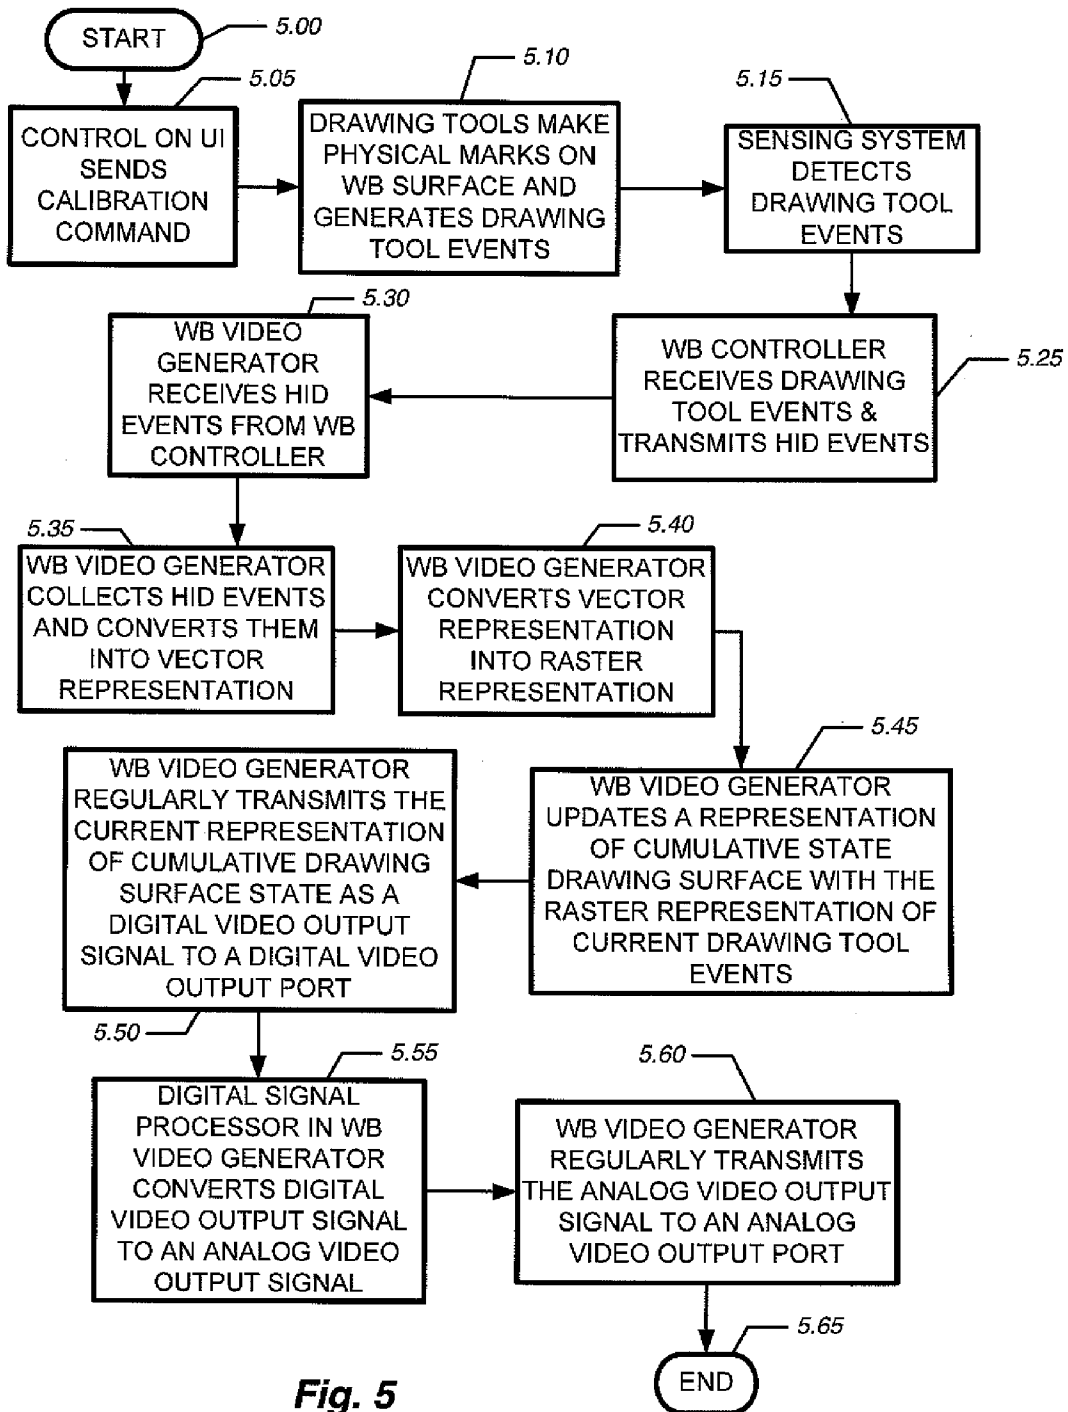 START
5.00
5.05
CONTROL ON UI
SENDS
CALIBRATION
COMMAND
5.10
DRAWING TOOLS MAKE
PHYSICAL MARKS ON
WB SURFACE AND
GENERATES DRAWING
TOOL EVENTS
5.15
SENSING SYSTEM
DETECTS
DRAWING TOOL
EVENTS
5.25
WB CONTROLLER
RECEIVES DRAWING
TOOL EVENTS &
TRANSMITS HID EVENTS
5.30
WB VIDEO
GENERATOR
RECEIVES HID
EVENTS FROM WB
CONTROLLER
5.35
WB VIDEO GENERATOR
COLLECTS HID EVENTS
AND CONVERTS THEM
INTO VECTOR
REPRESENTATION
5.40
WB VIDEO GENERATOR
CONVERTS VECTOR
REPRESENTATION
INTO RASTER
REPRESENTATION
5.45
WB VIDEO GENERATOR
UPDATES A REPRESENTATION
OF CUMULATIVE STATE
DRAWING SURFACE WITH THE
RASTER REPRESENTATION OF
CURRENT DRAWING TOOL
EVENTS
WB VIDEO GENERATOR
REGULARLY TRANSMITS THE
CURRENT REPRESENTATION
OF CUMULATIVE DRAWING
SURFACE STATE AS A
DIGITAL VIDEO OUTPUT
SIGNAL TO A DIGITAL VIDEO
OUTPUT PORT
5.50
5.55
DIGITAL SIGNAL
PROCESSOR IN WB
VIDEO GENERATOR
CONVERTS DIGITAL
VIDEO OUTPUT SIGNAL
TO AN ANALOG VIDEO
OUTPUT SIGNAL
5.60
WB VIDEO GENERATOR
REGULARLY TRANSMITS
THE ANALOG VIDEO OUTPUT
SIGNAL TO AN ANALOG
VIDEO OUTPUT PORT
5.65
END
Fig. 5